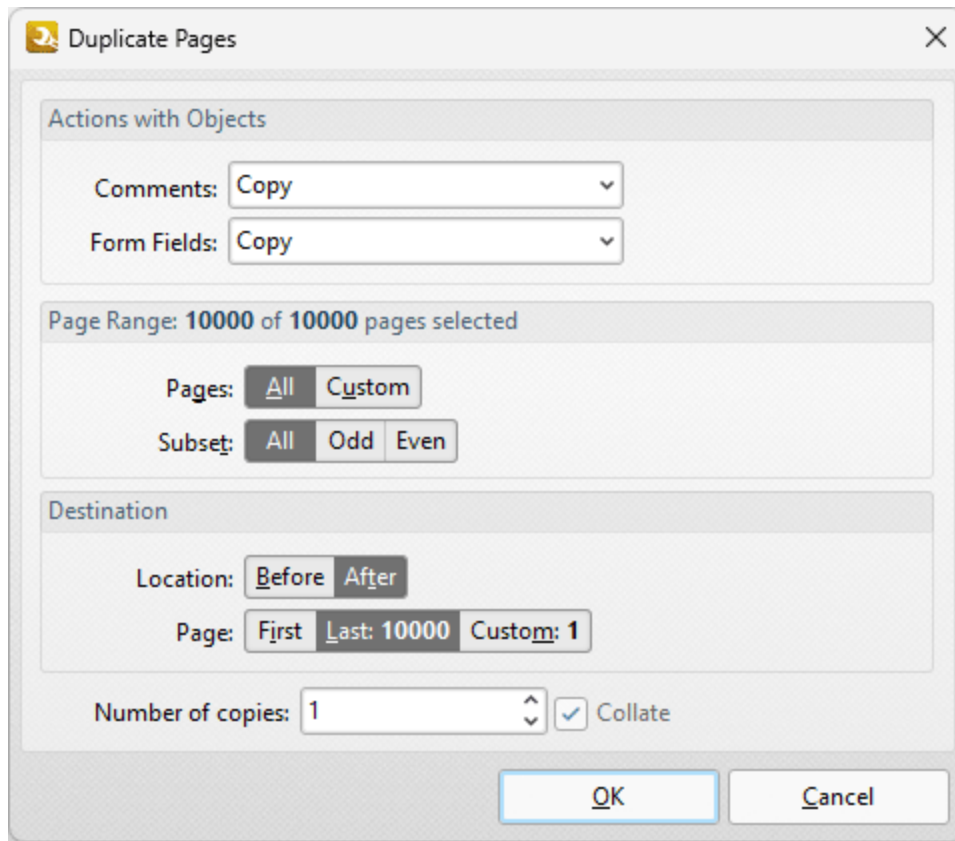 Duplicate Pages
Actions with Objects
Comments: Copy
Form Fields: Copy
Page Range: 10000 of 10000 pages selected
Pages: All Custom
Subset: All Odd Even
Destination
Location: Before After
Page: First Last: 10000 Custom: 1
Number of copies: 1 Collate
OK Cancel